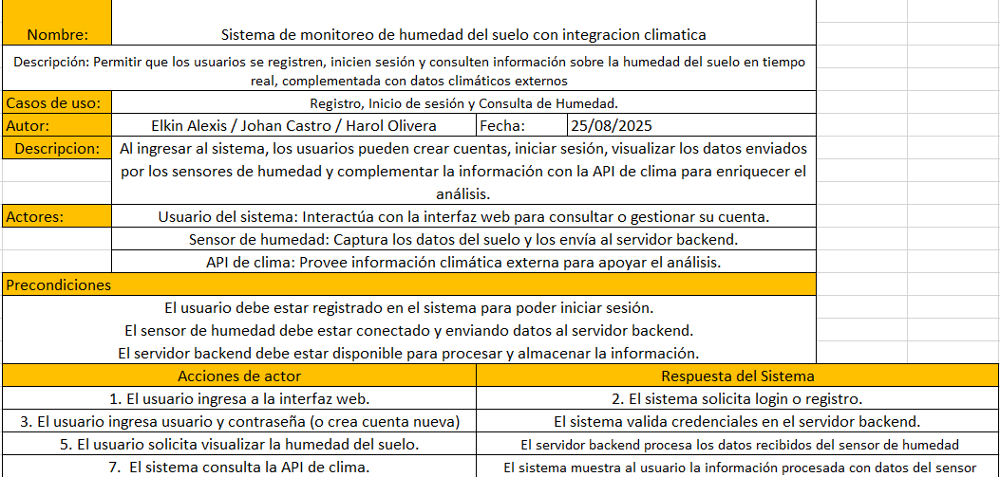 Nombre: Sistema de monitoreo de humedad del suelo con integracion climatica
Descripción: Permitir que los usuarios se registren, inicien sesión y consulten información sobre la humedad del suelo en tiempo
real, complementada con datos climáticos externos
Casos de uso: Registro, Inicio de sesión y Consulta de Humedad.
Autor: Elkin Alexis / Johan Castro / Harol Olivera Fecha: 25/08/2025
Descripcion: Al ingresar al sistema, los usuarios pueden crear cuentas, iniciar sesión, visualizar los datos enviados
por los sensores de humedad y complementar la información con la API de clima para enriquecer el
análisis.
Actores: Usuario del sistema: Interactúa con la interfaz web para consultar o gestionar su cuenta.
Sensor de humedad: Captura los datos del suelo y los envía al servidor backend.
API de clima: Provee información climática externa para apoyar el análisis.
Precondiciones
El usuario debe estar registrado en el sistema para poder iniciar sesión.
El sensor de humedad debe estar conectado y enviando datos al servidor backend.
El servidor backend debe estar disponible para procesar y almacenar la información.
Acciones de actor Respuesta del Sistema
1. El usuario ingresa a la interfaz web. 2. El sistema solicita login o registro.
3. El usuario ingresa usuario y contraseña (o crea cuenta nueva) El sistema valida credenciales en el servidor backend.
5. El usuario solicita visualizar la humedad del suelo. El servidor backend procesa los datos recibidos del sensor de humedad
7. El sistema consulta la API de clima. El sistema muestra al usuario la información procesada con datos del sensor